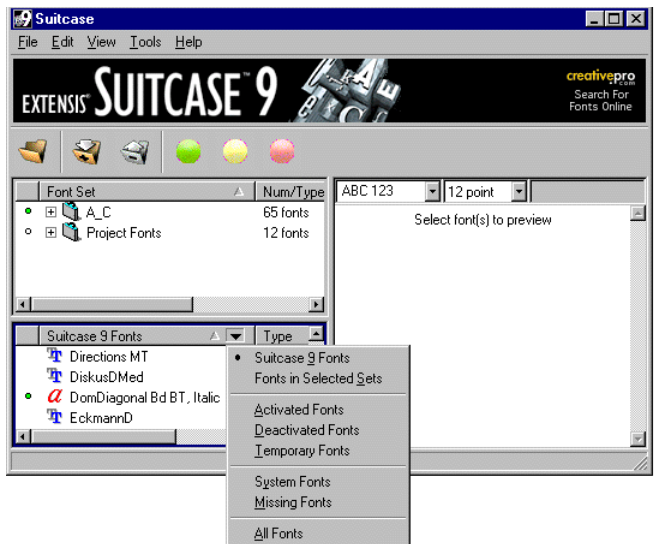 Suitcase
File Edit View Tools Help
EXTENSIS™ SUITCASE™ 9
creativepro
.com
Search For
Fonts Online
Font Set Num/Type
A_C 65 fonts
Project Fonts 12 fonts
ABC 123 12 point
Select font(s) to preview
Suitcase 9 Fonts Type
Directions MT
DiskusDMed
DomDiagonal Bd BT, Italic
EckmannD
Suitcase 9 Fonts
Fonts in Selected Sets
Activated Fonts
Deactivated Fonts
Temporary Fonts
System Fonts
Missing Fonts
All Fonts